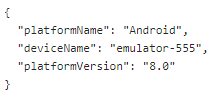 {
  "platformName": "Android",
  "deviceName": "emulator-555",
  "platformVersion": "8.0"
}